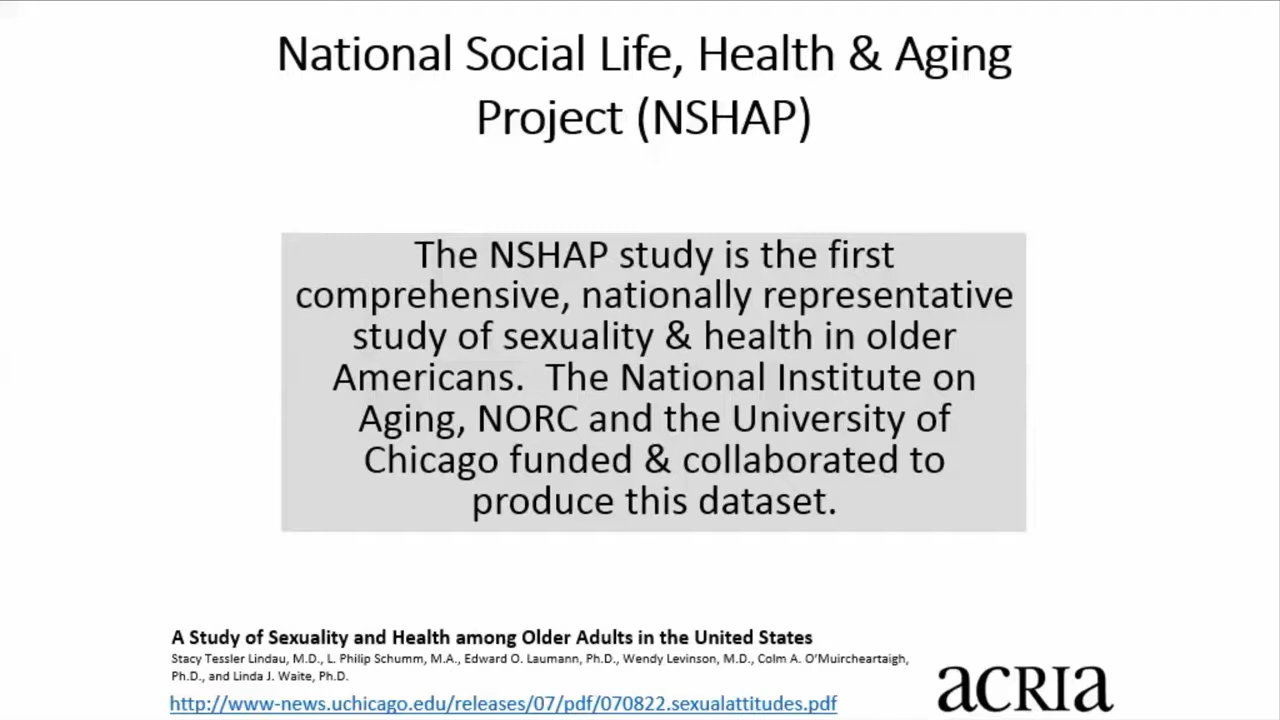 National Social Life, Health & Aging
Project (NSHAP)
The NSHAP study is the first
comprehensive, nationally representative
study of sexuality & health in older
Americans.  The National Institute on
Aging, NORC and the University of
Chicago funded & collaborated to
produce this dataset.
A Study of Sexuality and Health among Older Adults in the United States
Stacy Tessler Lindau, M.D., L. Philip Schumm, M.A., Edward O. Laumann, Ph.D., Wendy Levinson, M.D., Colm A. O’Muircheartaigh,
Ph.D., and Linda J. Waite, Ph.D.
http://www-news.uchicago.edu/releases/07/pdf/070822.sexualattitudes.pdf
acria